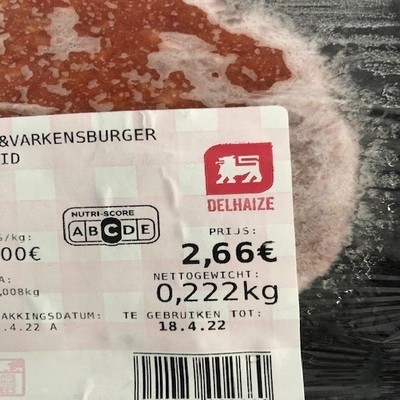 &VARKENSBURGER
ID
DELHAIZE
NUTRI-SCORE
ABCDE
/kg:
PRIJS:
00€
2,66€
A:
NETTOGEWICHT:
,008kg
0,222kg
AKKINGSDATUM:
TE GEBRUIKEN TOT:
.4.22 A
18.4.22